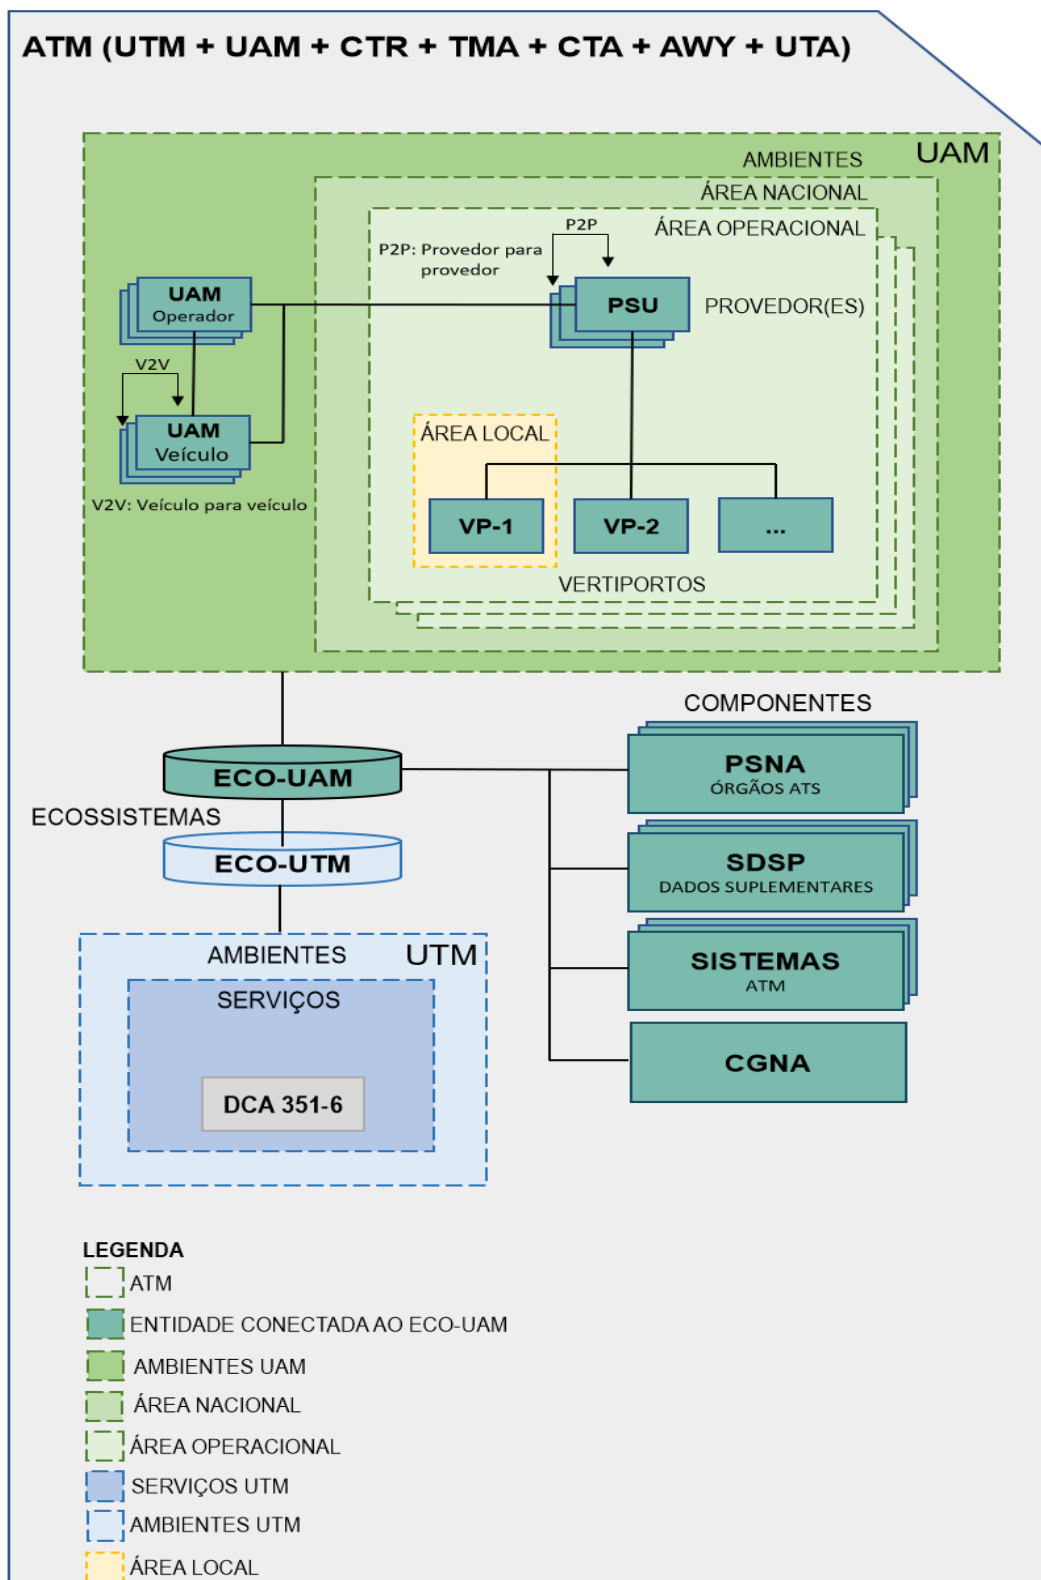 ATM (UTM + UAM + CTR + TMA + CTA + AWY + UTA)
UAM
AMBIENTES
ÁREA NACIONAL
ÁREA OPERACIONAL
P2P
P2P: Provedor para
provedor
UAM
Operador
PSU
PROVEDOR(ES)
V2V
UAM
Veículo
V2V: Veículo para veículo
ÁREA LOCAL
VP-1
VP-2
...
VERTIPORTOS
COMPONENTES
ECO-UAM
PSNA
ÓRGÃOS ATS
ECOSSISTEMAS
ECO-UTM
SDSP
DADOS SUPLEMENTARES
SISTEMAS
ATM
CGNA
UTM
AMBIENTES
SERVIÇOS
DCA 351-6
LEGENDA
ATM
ENTIDADE CONECTADA AO ECO-UAM
AMBIENTES UAM
ÁREA NACIONAL
ÁREA OPERACIONAL
SERVIÇOS UTM
AMBIENTES UTM
ÁREA LOCAL